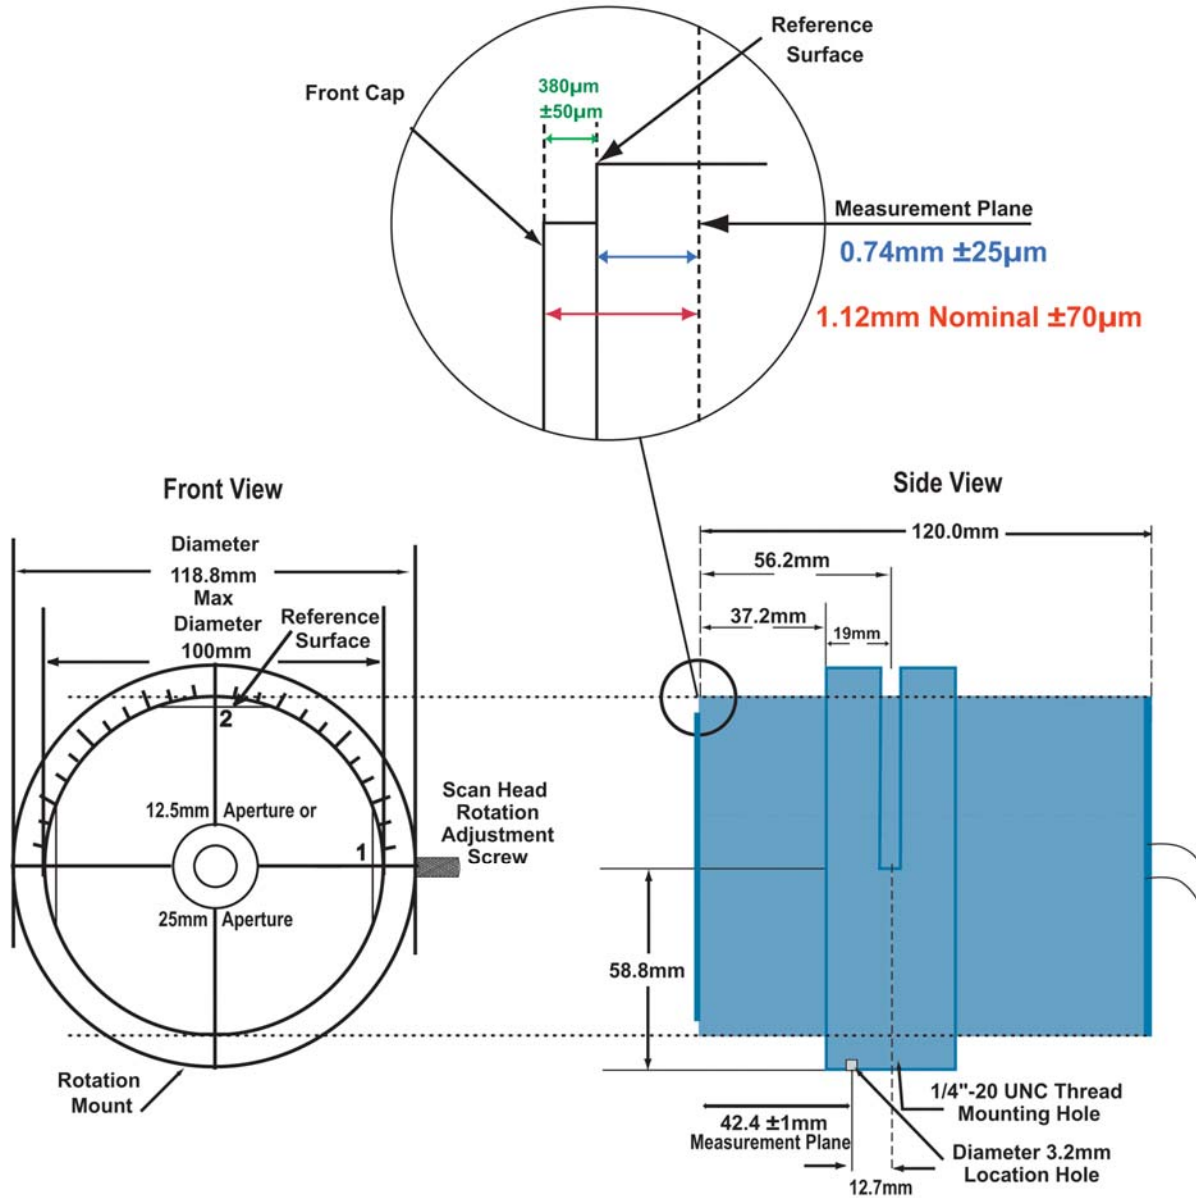 Reference
Surface
380µm
±50µm
Front Cap
Measurement Plane
0.74mm ±25µm
1.12mm Nominal ±70µm
Front View
Side View
Diameter
118.8mm
Max
Diameter
100mm
Reference
Surface
120.0mm
56.2mm
37.2mm
19mm
2
12.5mm Aperture or
1
25mm Aperture
Scan Head
Rotation
Adjustment
Screw
58.8mm
Rotation
Mount
42.4 ±1mm
Measurement Plane
12.7mm
1/4"-20 UNC Thread
Mounting Hole
Diameter 3.2mm
Location Hole